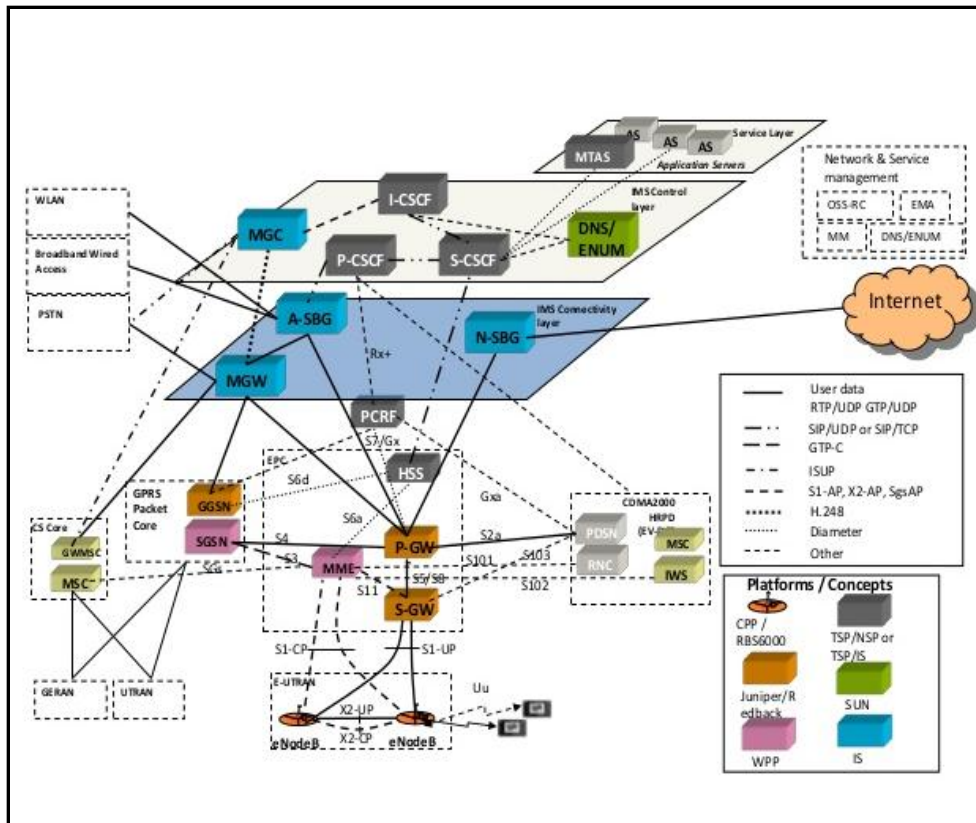 Service Layer
AS
AS
AS
MTAS
Application Servers
Network & Service
management
OSS-RC
EMA
MM
DNS/ENUM
WLAN
Broadband Wired
Access
PSTN
I-CSCF
IMS Control
layer
MGC
DNS/
ENUM
P-CSCF
S-CSCF
Internet
A-SBG
IMS Connectivity
layer
N-SBG
Rx+
MGW
PCRF
S7/Gx
EPC
HSS
S6d
Gxa
GPRS
Packet
Core
GGSN
S6a
CDMA2000
HRPD
PDSN
MSC
CS Core
GWMSC
SGSN
S4
P-GW
S2a
S103
RNC
S3
MME
S101
IWS
MSC
S11
S5/S8
S102
S-GW
S1-CP
S1-UP
GERAN
UTRAN
E-UTRAN
X2-UP
X2-CP
eNodeB
eNodeB
Uu
User data
RTP/UDP GTP/UDP
SIP/UDP or SIP/TCP
GTP-C
ISUP
S1-AP, X2-AP, SgsAP
H.248
Diameter
Other
Platforms / Concepts
CPP /
RBS6000
TSP/NSP or
TSP/IS
Juniper/R
edback
SUN
WPP
IS